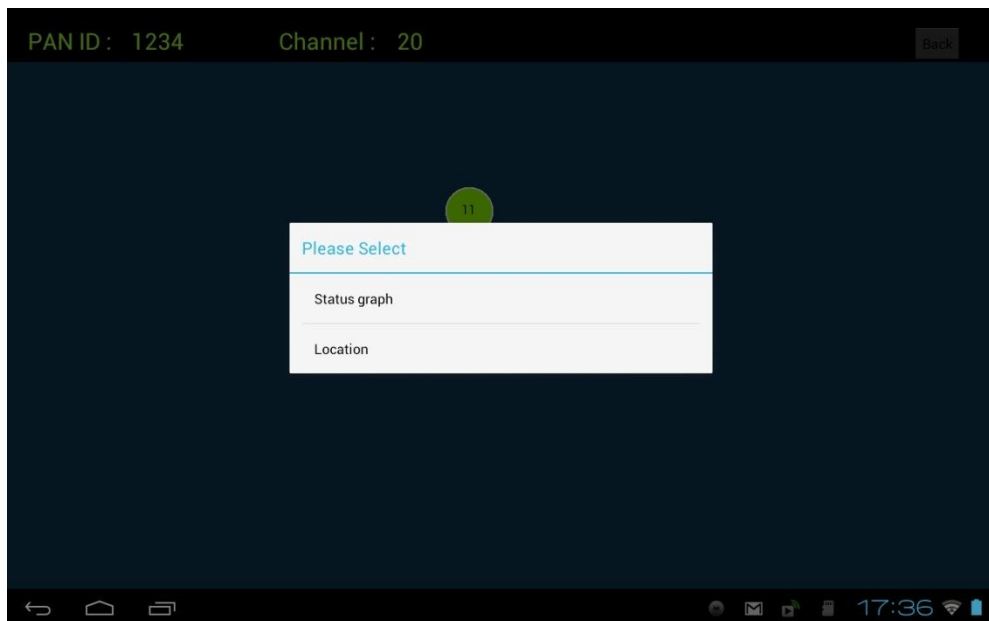 PAN ID : 1234 Channel : 20 Back
11
Please Select
Status graph
Location
17:36